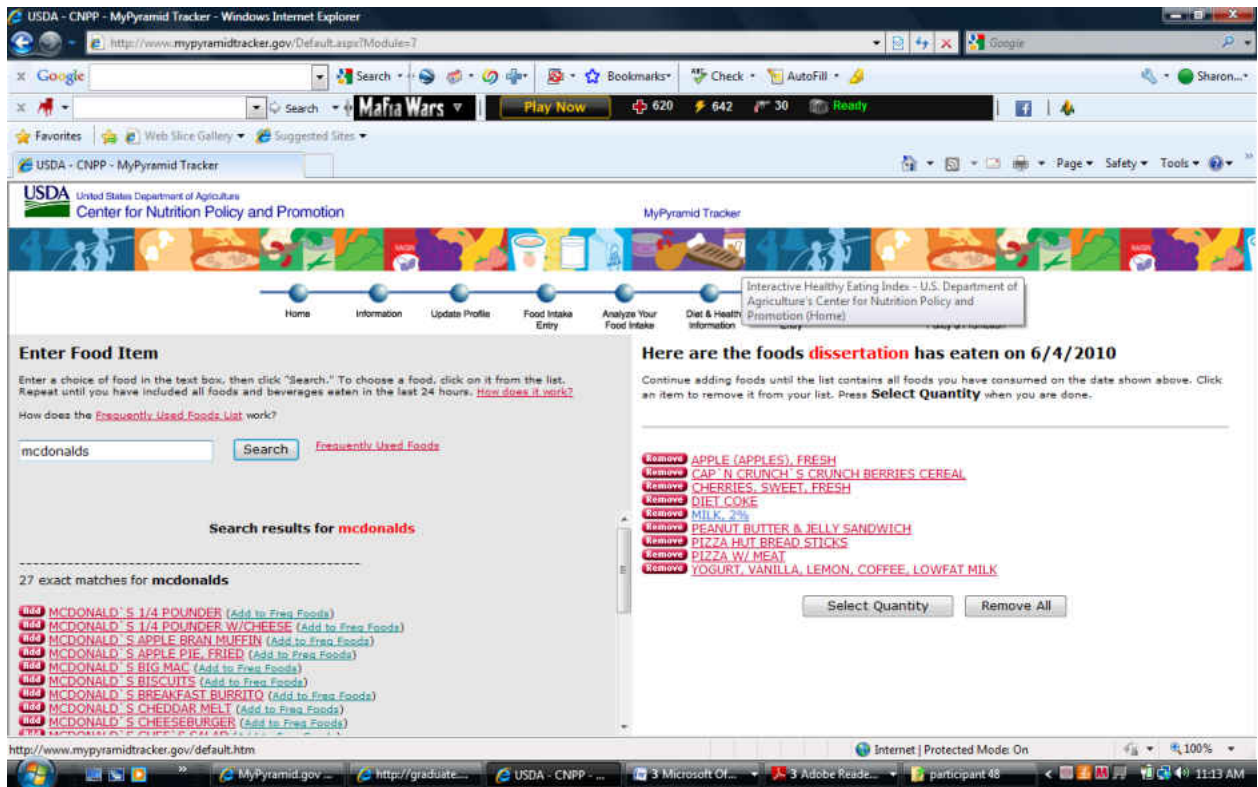 USDA - CNPP - MyPyramid Tracker - Windows Internet Explorer
http://www.mypyramidtracker.gov/Default.aspx?Module=7
Google
x Google Search Bookmarks Check AutoFill Sharon...
x Search Mafia Wars Play Now 620 642 30 Ready
Favorites Web Slice Gallery Suggested Sites
USDA - CNPP - MyPyramid Tracker
Page Safety Tools
USDA United States Department of Agriculture
Center for Nutrition Policy and Promotion
MyPyramid Tracker
Home
Information
Update Profile
Food Intake Entry
Analyze Your Food Intake
Diet & Health Information
Interactive Healthy Eating Index - U.S. Department of
Agriculture's Center for Nutrition Policy and
Promotion (Home)
Enter Food Item
Enter a choice of food in the text box, then click "Search." To choose a food, click on it from the list.
Repeat until you have included all foods and beverages eaten in the last 24 hours. How does it work?
How does the Frequently Used Foods List work?
mcdonalds Search Frequently Used Foods
Search results for mcdonalds
27 exact matches for mcdonalds
Add MCDONALD`S 1/4 POUNDER (Add to Freq Foods)
Add MCDONALD`S 1/4 POUNDER W/CHEESE (Add to Freq Foods)
Add MCDONALD`S APPLE BRAN MUFFIN (Add to Freq Foods)
Add MCDONALD`S APPLE PIE, FRIED (Add to Freq Foods)
Add MCDONALD`S BIG MAC (Add to Freq Foods)
Add MCDONALD`S BISCUITS (Add to Freq Foods)
Add MCDONALD`S BREAKFAST BURRITO (Add to Freq Foods)
Add MCDONALD`S CHEDDAR MELT (Add to Freq Foods)
Add MCDONALD`S CHEESEBURGER (Add to Freq Foods)
Here are the foods dissertation has eaten on 6/4/2010
Continue adding foods until the list contains all foods you have consumed on the date shown above. Click
an item to remove it from your list. Press Select Quantity when you are done.
Remove APPLE (APPLES), FRESH
Remove CAP`N CRUNCH`S CRUNCH BERRIES CEREAL
Remove CHERRIES, SWEET, FRESH
Remove DIET COKE
Remove MILK, 2%
Remove PEANUT BUTTER & JELLY SANDWICH
Remove PIZZA HUT BREAD STICKS
Remove PIZZA W/ MEAT
Remove YOGURT, VANILLA, LEMON, COFFEE, LOWFAT MILK
Select Quantity Remove All
http://www.mypyramidtracker.gov/default.htm
Internet | Protected Mode: On
100%
MyPyramid.gov ... http://graduate.... USDA - CNPP - ... 3 Microsoft Of... 3 Adobe Reade... participant 48 11:13 AM